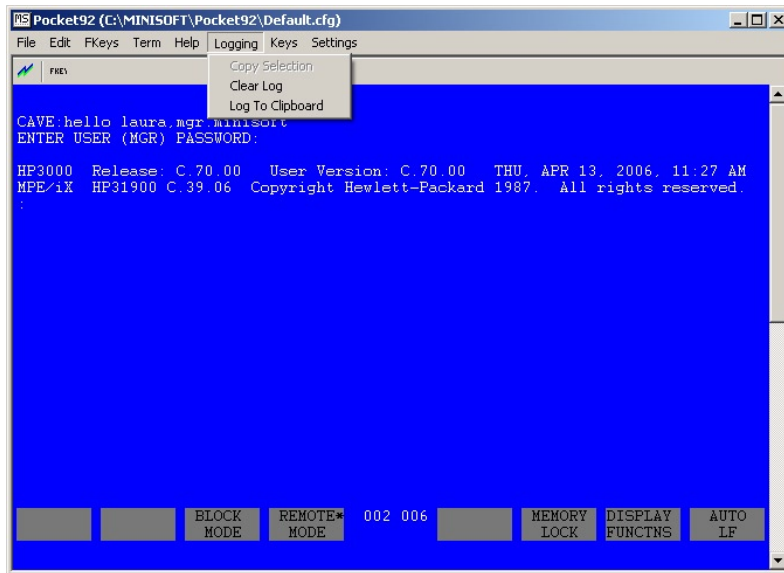 MS Pocket92 (C:\MINISOFT\Pocket92\Default.cfg)
File Edit FKeys Term Help Logging Keys Settings
FKEY
Copy Selection
Clear Log
Log To Clipboard
CAVE:hello laura,mgr.minisoft
ENTER USER (MGR) PASSWORD:
HP3000 Release: C.70.00 User Version: C.70.00 THU, APR 13, 2006, 11:27 AM
MPE/iX HP31900 C.39.06 Copyright Hewlett-Packard 1987. All rights reserved.
:
BLOCK MODE REMOTE* MODE 002 006 MEMORY LOCK DISPLAY FUNCTNS AUTO LF